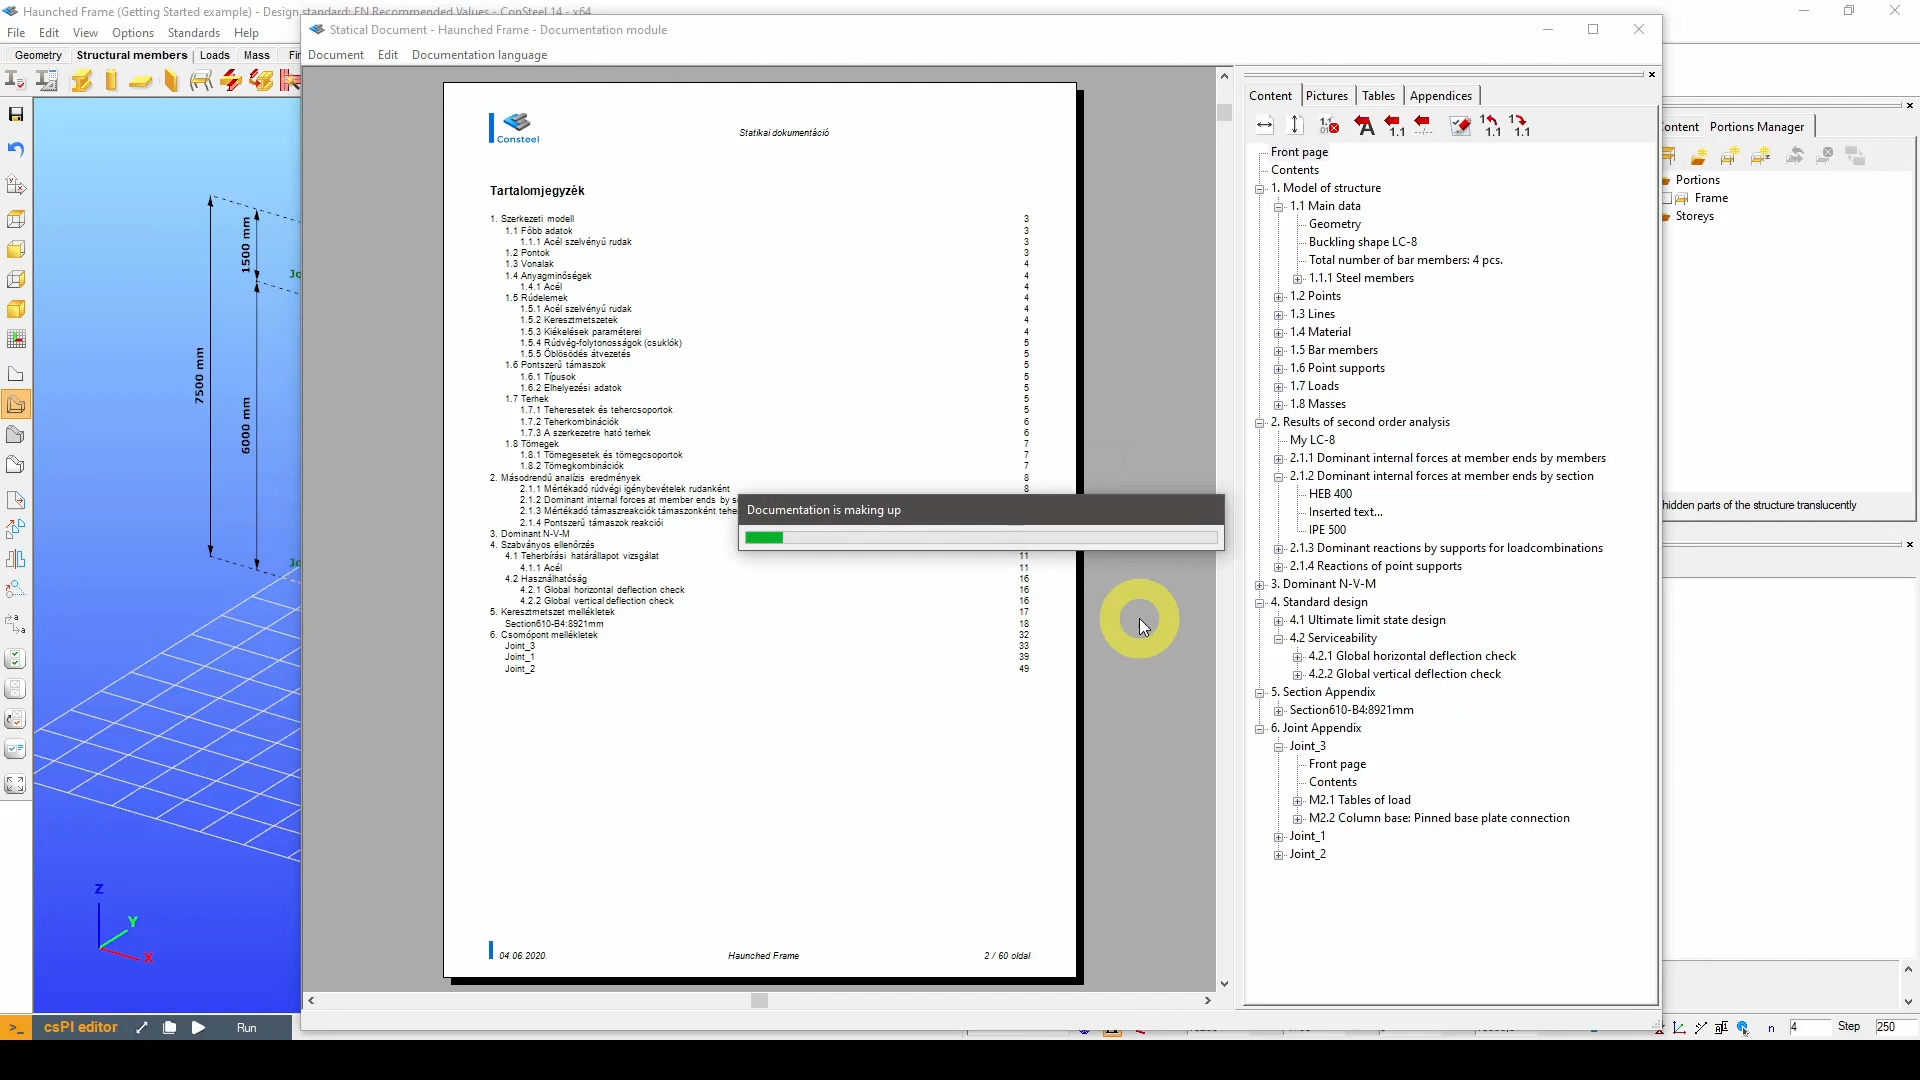 Haunched Frame (Getting Started example) - Design standard: EN Recommended Values - ConSteel 14 - x64
File Edit View Options Standards Help
Geometry Structural members Loads Mass Fin
Statical Document - Haunched Frame - Documentation module
Document Edit Documentation language
Consteel
Statikai dokumentáció
Tartalomjegyzék
1. Szerkezeti modell 3
1.1 Főbb adatok 3
1.1.1 Acél szelvényű rudak 3
1.2 Pontok 3
1.3 Vonalak 4
1.4 Anyagminőségek 4
1.4.1 Acél 4
1.5 Rúdelemek 4
1.5.1 Acél szelvényű rudak 4
1.5.2 Keresztmetszetek 4
1.5.3 Kiékelések paraméterei 4
1.5.4 Rúdvég-folytonosságok (csuklók) 5
1.5.5 Öblösödés átvezetés 5
1.6 Pontszerű támaszok 5
1.6.1 Típusok 5
1.6.2 Elhelyezési adatok 5
1.7 Terhek 5
1.7.1 Teheresetek és tehercsoportok 5
1.7.2 Teherkombinációk 6
1.7.3 A szerkezetre ható terhek 6
1.8 Tömegek 7
1.8.1 Tömegesetek és tömegcsoportok 7
1.8.2 Tömegkombinációk 7
2. Másodrendű analízis eredmények 8
2.1.1 Mértékadó rúdvégi igénybevételek rudanként 8
2.1.2 Dominant internal forces at member ends by se
2.1.3 Mértékadó támaszreakciók támaszonként tehe
2.1.4 Pontszerű támaszok reakciói
3. Dominant N-V-M
4. Szabványos ellenőrzés
4.1 Teherbírási határállapot vizsgálat 11
4.1.1 Acél 11
4.2 Használhatóság 16
4.2.1 Global horizontal deflection check 16
4.2.2 Global vertical deflection check 16
5. Keresztmetszet mellékletek 17
Section610-B4:8921mm 18
6. Csomópont mellékletek 32
Joint_3 33
Joint_1 39
Joint_2 49
04.06.2020. Haunched Frame 2 / 60 oldal
Documentation is making up
Content Pictures Tables Appendices
Front page
Contents
1. Model of structure
1.1 Main data
Geometry
Buckling shape LC-8
Total number of bar members: 4 pcs.
1.1.1 Steel members
1.2 Points
1.3 Lines
1.4 Material
1.5 Bar members
1.6 Point supports
1.7 Loads
1.8 Masses
2. Results of second order analysis
My LC-8
2.1.1 Dominant internal forces at member ends by members
2.1.2 Dominant internal forces at member ends by section
HEB 400
Inserted text...
IPE 500
2.1.3 Dominant reactions by supports for loadcombinations
2.1.4 Reactions of point supports
3. Dominant N-V-M
4. Standard design
4.1 Ultimate limit state design
4.2 Serviceability
4.2.1 Global horizontal deflection check
4.2.2 Global vertical deflection check
5. Section Appendix
Section610-B4:8921mm
6. Joint Appendix
Joint_3
Front page
Contents
M2.1 Tables of load
M2.2 Column base: Pinned base plate connection
Joint_1
Joint_2
ontent Portions Manager
Portions
Frame
Storeys
hidden parts of the structure translucently
7500 mm
1500 mm
6000 mm
Jo
Jo
Z
Y
X
>_ csPI editor Run
n 4 Step 250